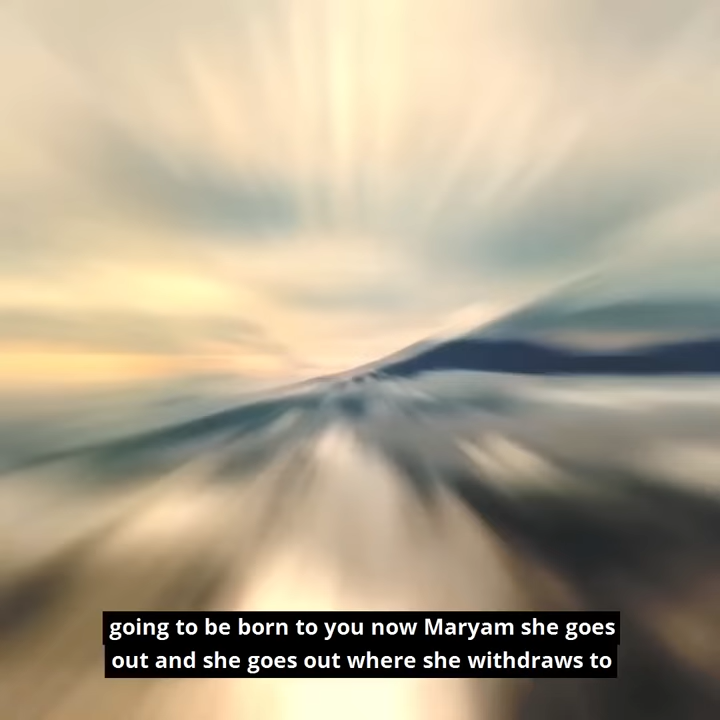 going to be born to you now Maryam she goes
out and she goes out where she withdraws to